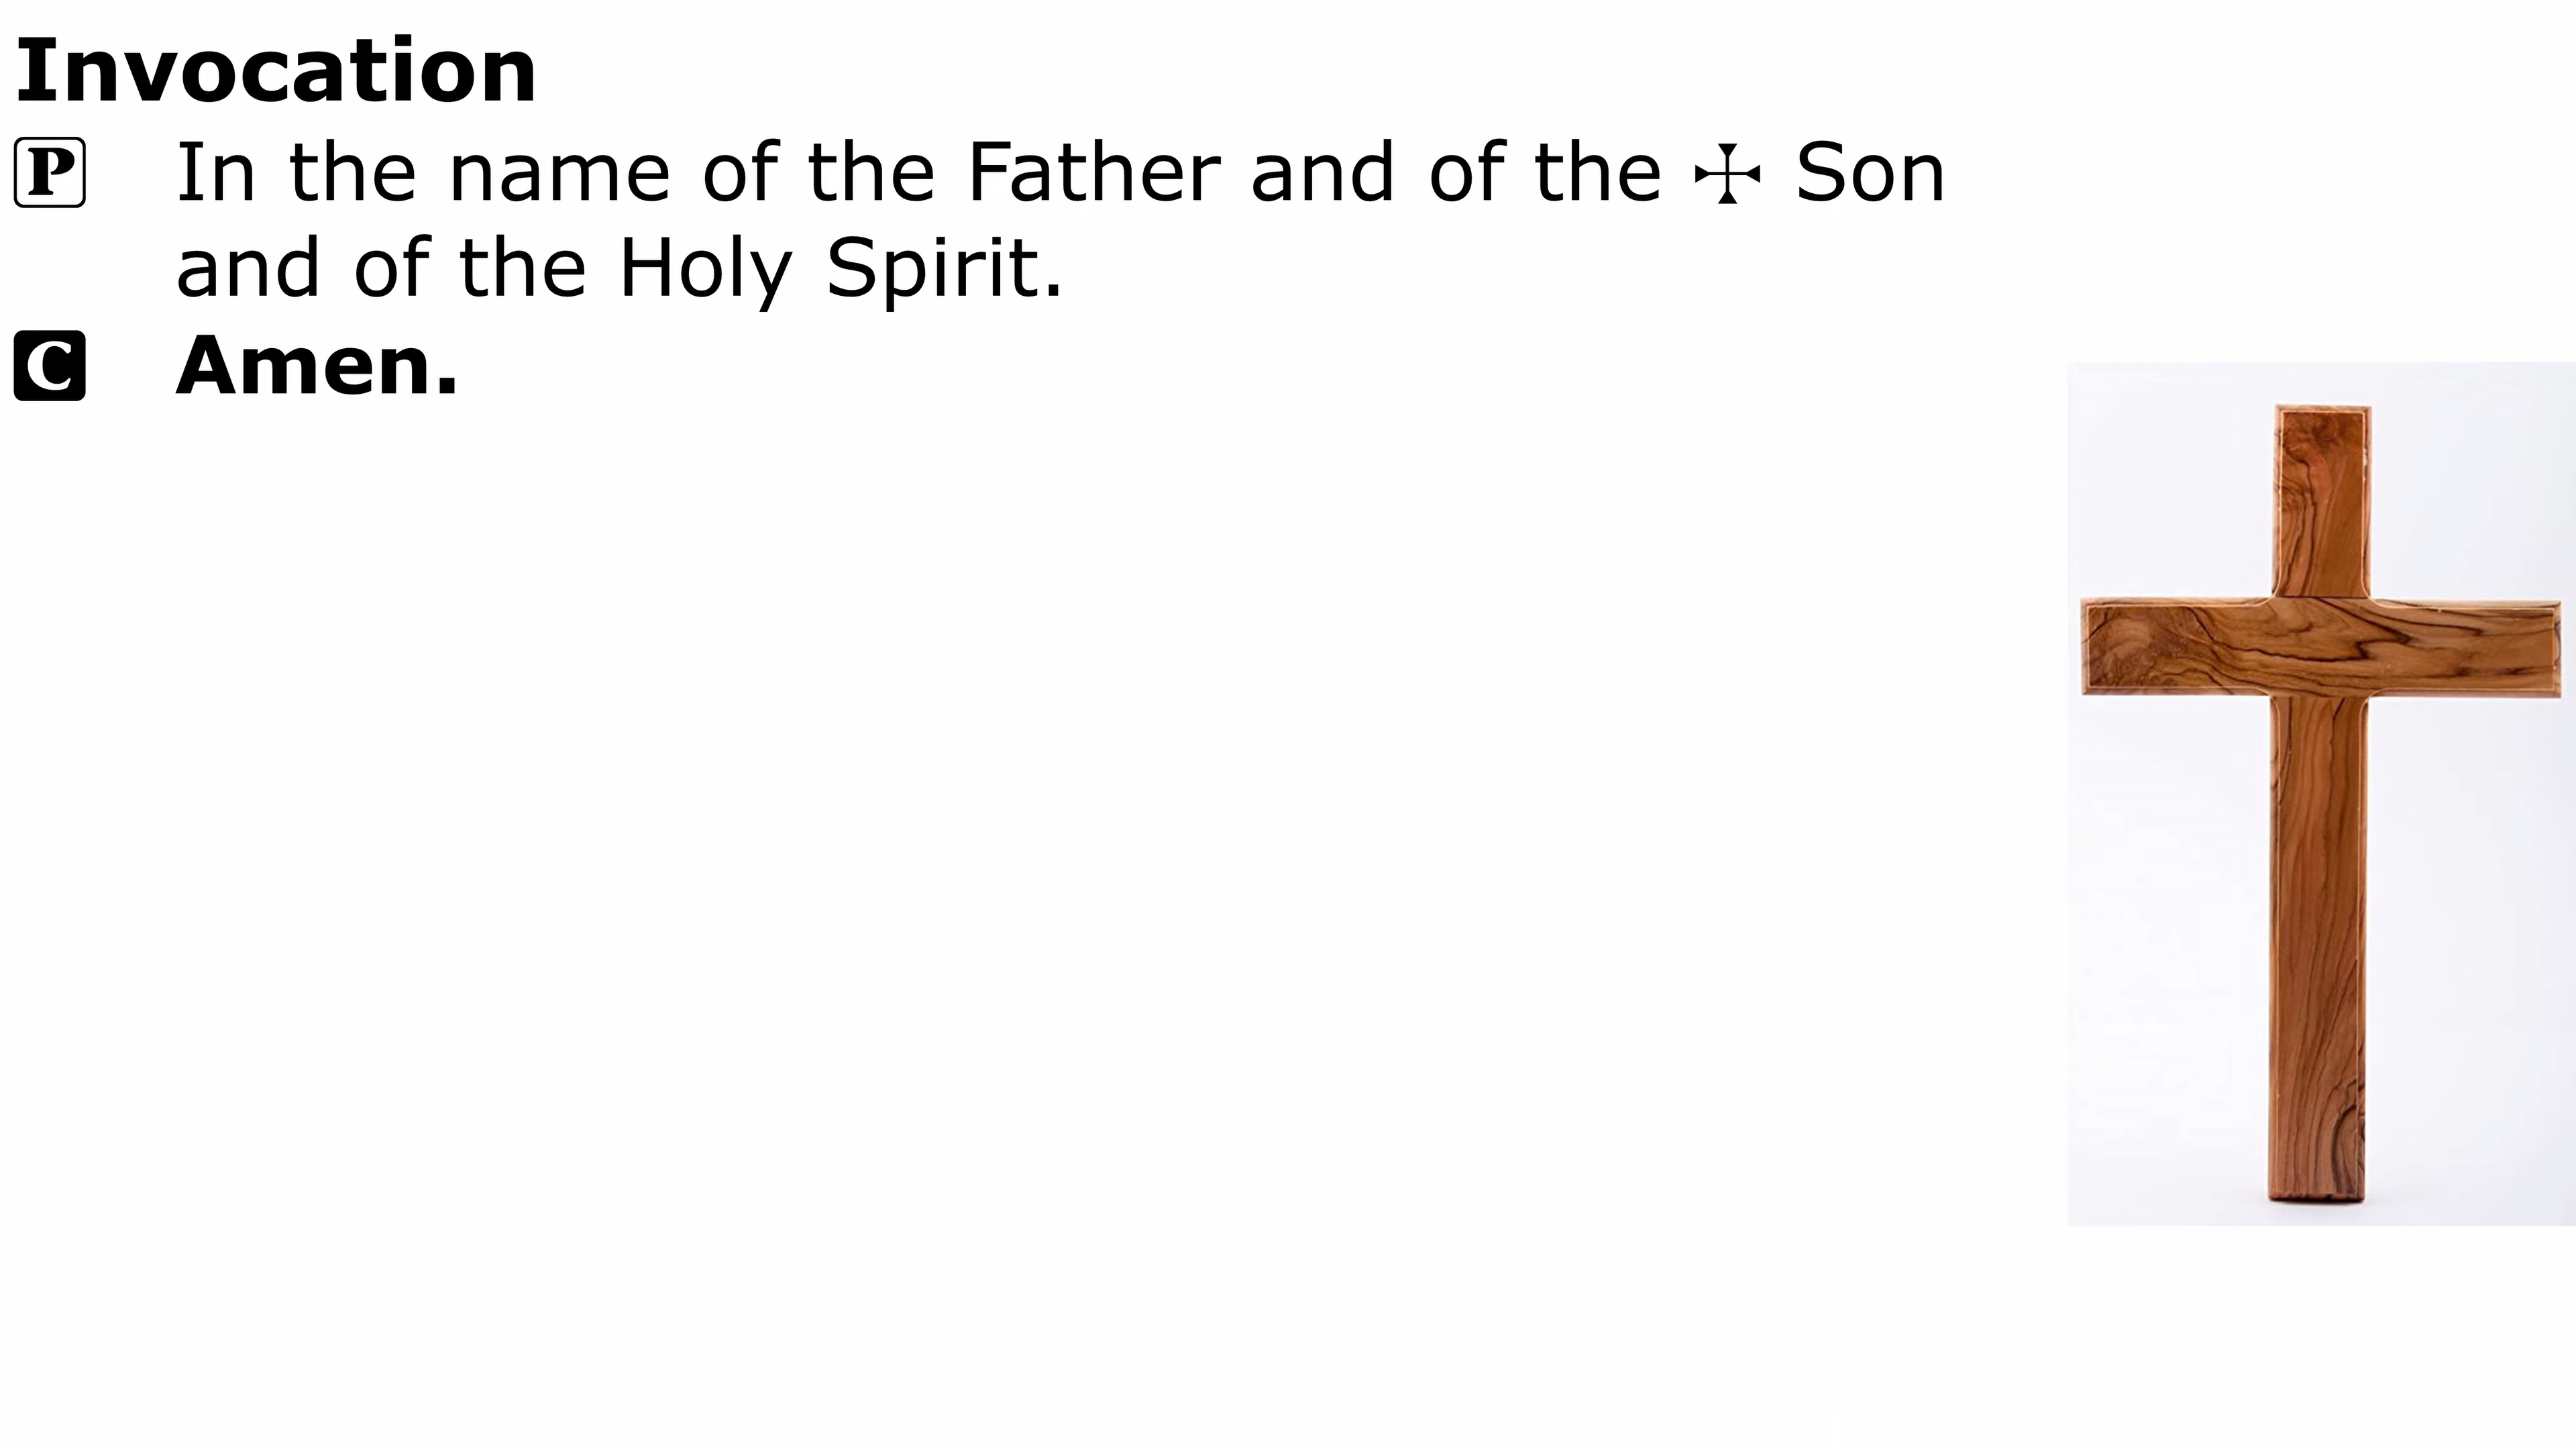 Invocation
P In the name of the Father and of the ☩ Son
and of the Holy Spirit.
C Amen.